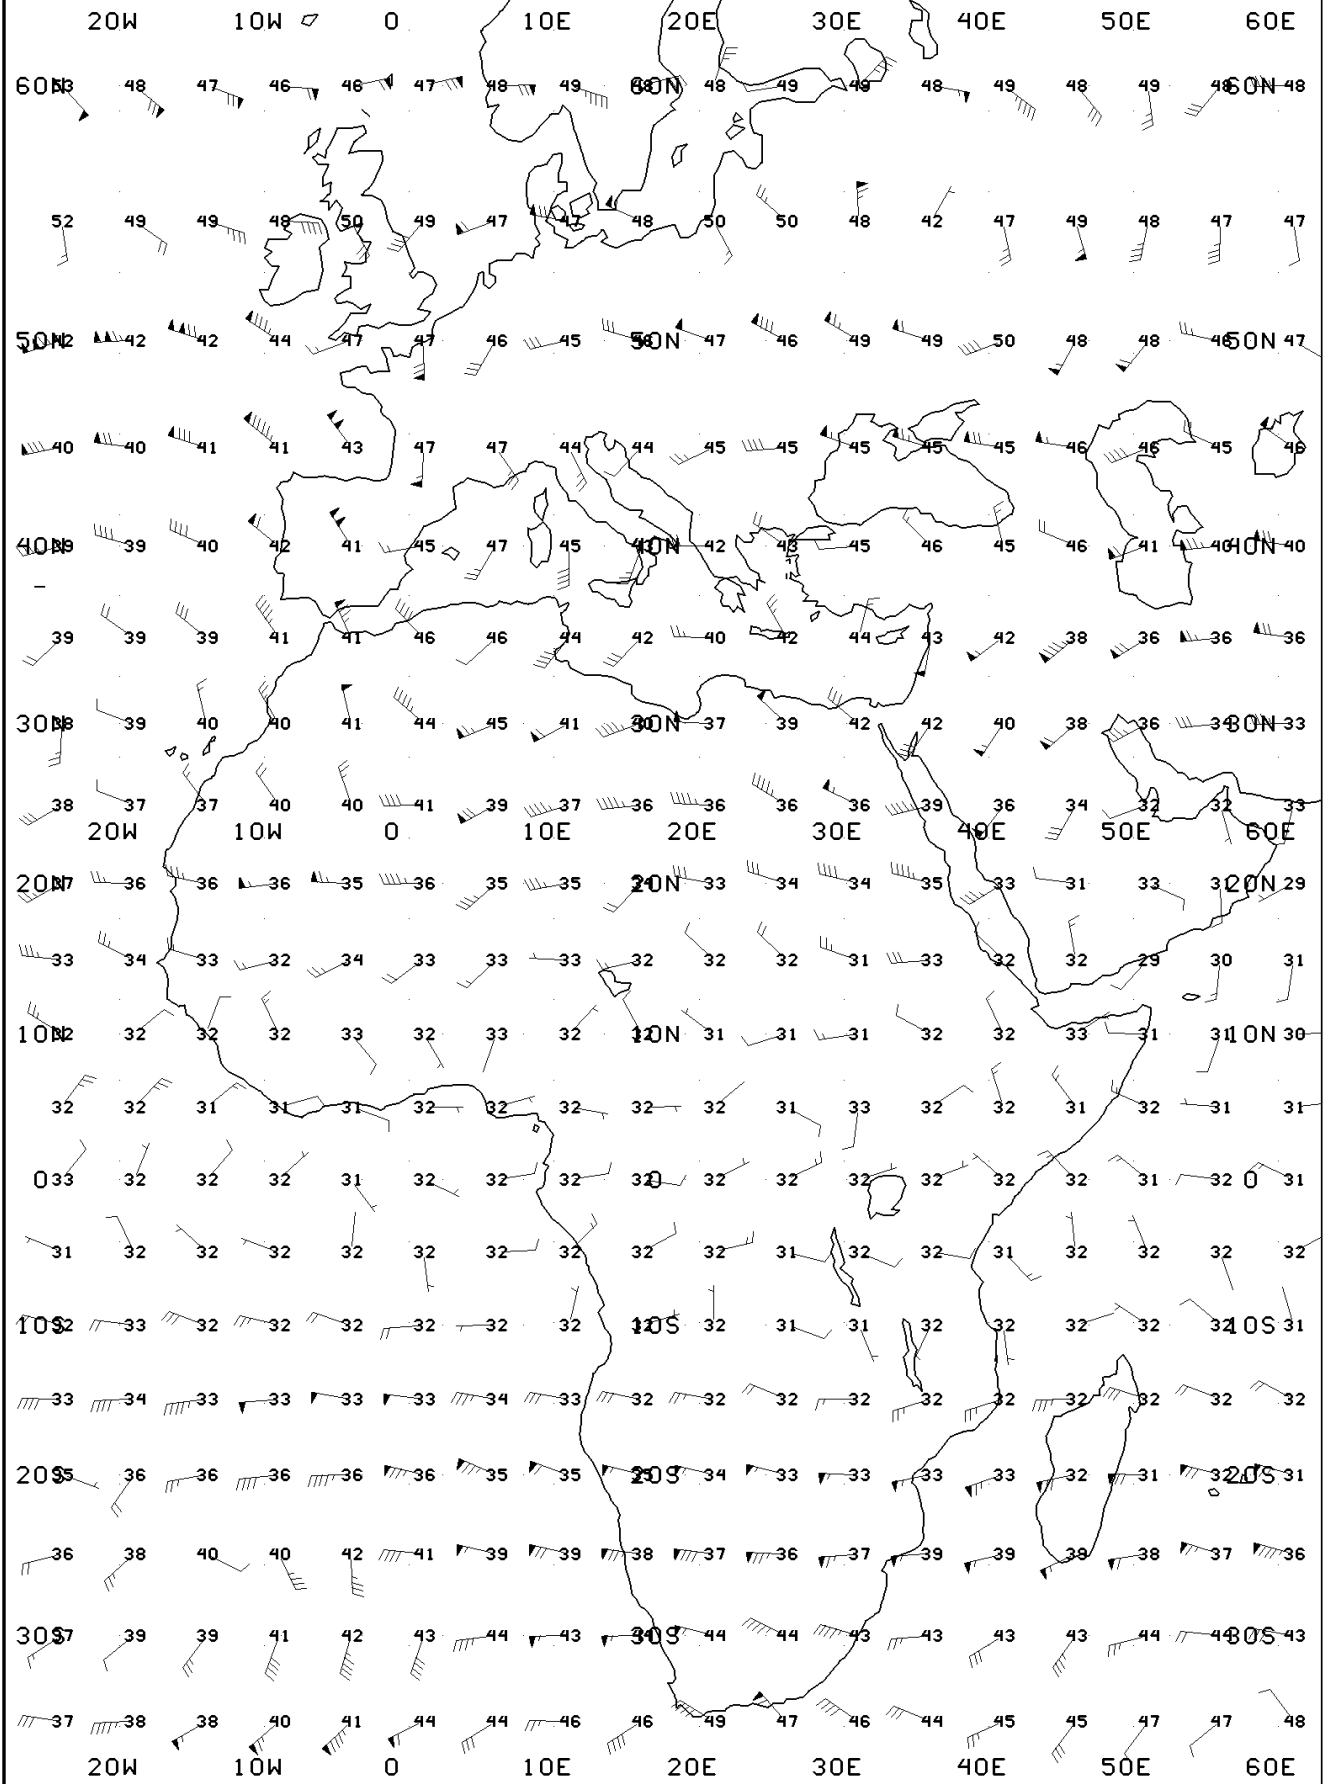 20W 10W 0 10E 20E 30E 40E 50E 60E
60N 53 48 47 46 46 47 48 49 60N 48 49 49 48 49 48 49 48 60N 48
52 49 49 48 50 49 47 47 48 50 50 48 42 47 49 48 47 47
50N 42 42 42 44 47 47 46 45 50N 47 46 49 49 50 48 48 46 50N 47
40 40 41 41 43 47 47 44 44 45 45 45 45 45 46 46 45 46
40N 39 39 40 42 41 45 47 45 40N 42 43 45 46 45 46 41 40 40N 40
39 39 39 41 41 46 46 44 42 40 42 44 43 42 38 36 36 36
30N 38 39 40 40 41 44 45 41 30N 37 39 42 42 40 38 36 34 30N 33
38 37 37 40 40 41 39 37 36 36 36 36 39 36 34 32 32 33
20W 10W 0 10E 20E 30E 40E 50E 60E
20N 37 36 36 36 35 36 35 35 20N 33 34 34 35 33 31 33 31 20N 29
33 34 33 32 34 33 33 33 32 32 32 31 33 32 32 29 30 31
10N 32 32 32 32 33 32 33 32 10N 31 31 31 32 32 33 31 31 10N 30
32 32 31 31 31 32 32 32 32 32 31 33 32 32 31 32 31 31
0 33 32 32 32 31 32 32 32 32 0 32 32 32 32 32 32 31 32 0 31
31 32 32 32 32 32 32 32 32 32 31 32 32 31 32 32 32 32
10S 32 33 32 32 32 32 32 32 10S 32 31 31 32 32 32 32 32 10S 31
33 34 33 33 33 33 34 33 32 32 32 32 32 32 32 32 32 32
20S 35 36 36 36 36 36 35 35 20S 34 33 33 33 33 32 31 32 20S 31
36 38 40 40 42 41 39 39 38 37 36 37 39 39 39 38 37 36
30S 37 39 39 41 42 43 44 43 30S 44 44 43 43 43 43 44 44 30S 43
37 38 38 40 41 44 44 46 46 49 47 46 44 45 45 47 47 48
20W 10W 0 10E 20E 30E 40E 50E 60E